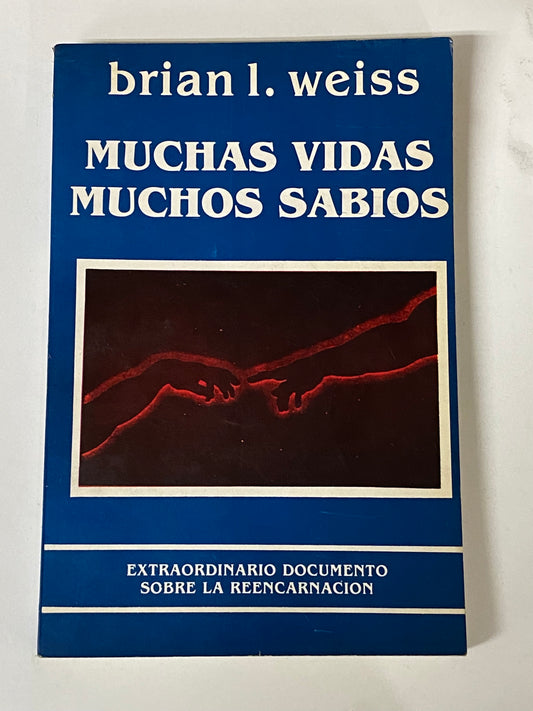 brian l. weiss
MUCHAS VIDAS
MUCHOS SABIOS
EXTRAORDINARIO DOCUMENTO
SOBRE LA REENCARNACION